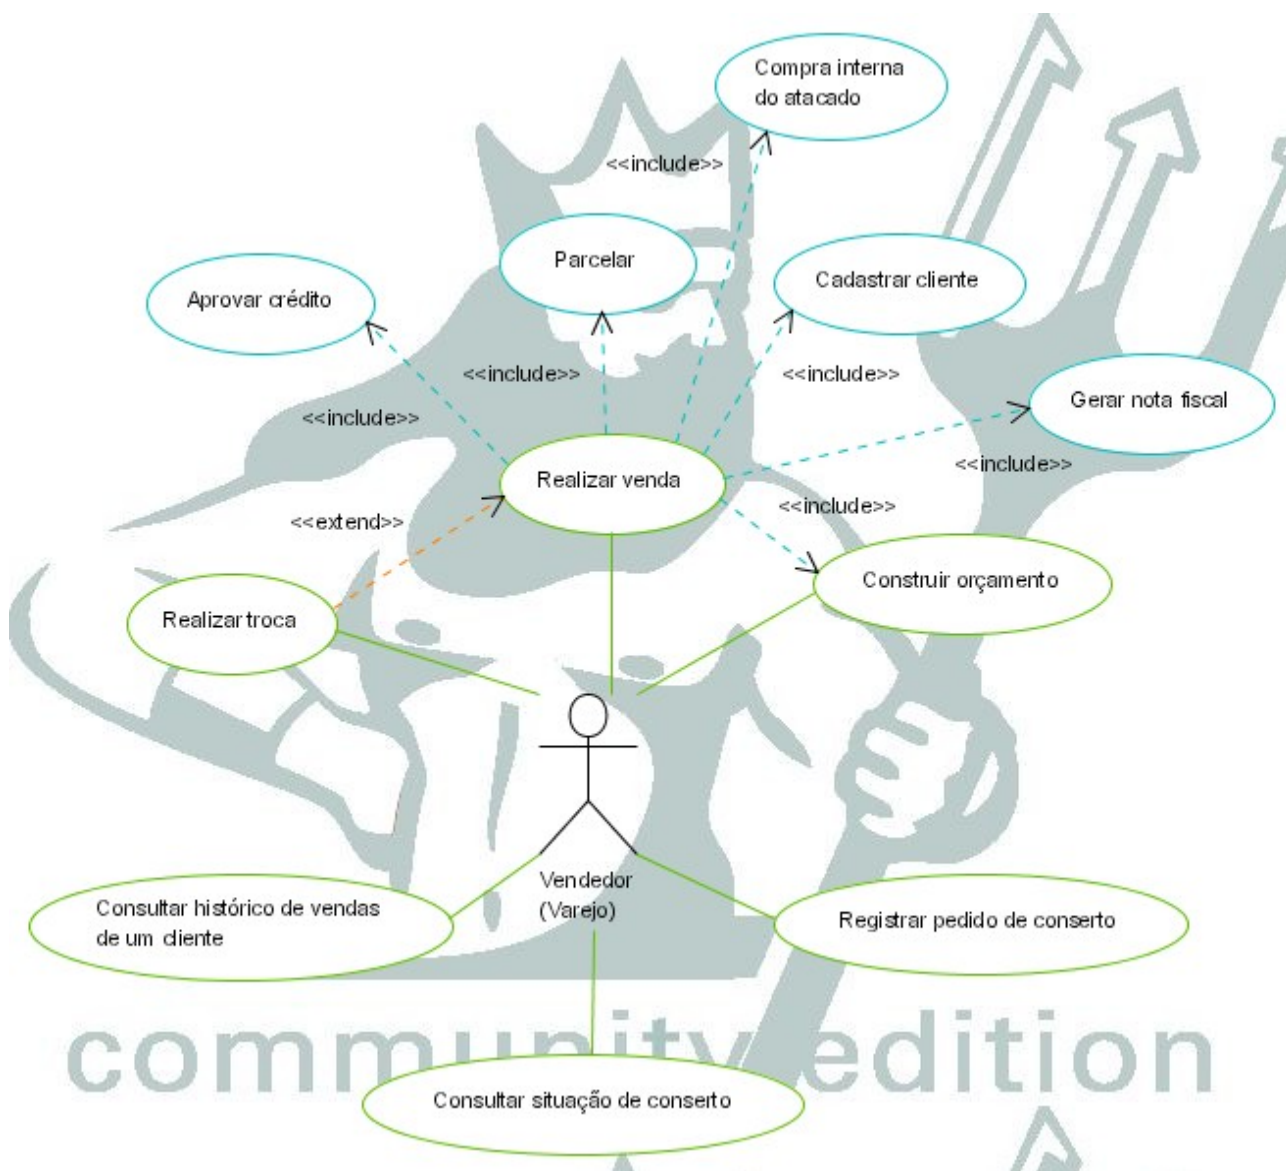 Compra interna
do atacado
<<include>>
Parcelar
Cadastrar cliente
Aprovar crédito
<<include>>
<<include>>
Gerar nota fiscal
<<include>>
<<include>>
Realizar venda
<<include>>
<<extend>>
Construir orçamento
Realizar troca
Vendedor
(Varejo)
Consultar histórico de vendas
de um cliente
Registrar pedido de conserto
community edition
Consultar situação de conserto